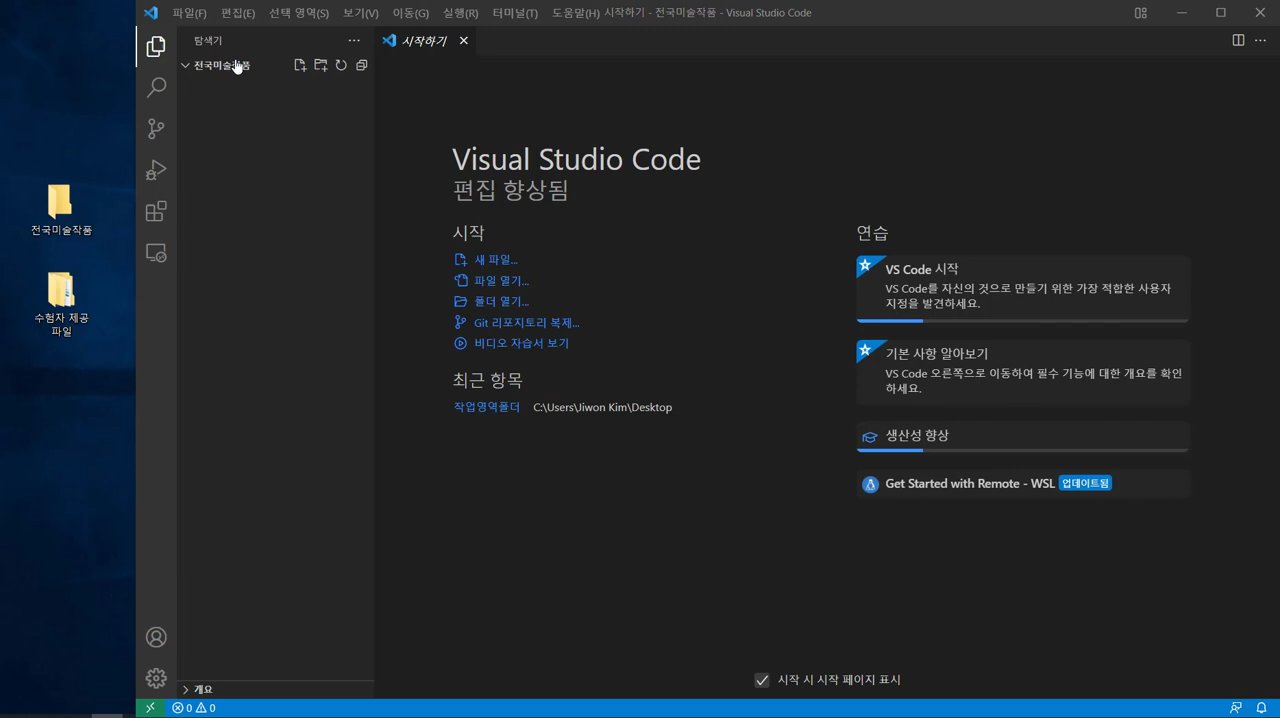 파일(F) 편집(E) 선택 영역(S) 보기(V) 이동(G) 실행(R) 터미널(T) 도움말(H) 시작하기 - 전국미술작품 - Visual Studio Code
탐색기
시작하기
전국미술작품
Visual Studio Code
편집 향상됨
시작
새 파일...
파일 열기...
폴더 열기...
Git 리포지토리 복제...
비디오 자습서 보기
최근 항목
작업영역폴더 C:\Users\Jiwon Kim\Desktop
연습
VS Code 시작
VS Code를 자신의 것으로 만들기 위한 가장 적합한 사용자
지정을 발견하세요.
기본 사항 알아보기
VS Code 오른쪽으로 이동하여 필수 기능에 대한 개요를 확인
하세요.
생산성 향상
Get Started with Remote - WSL 업데이트됨
시작 시 시작 페이지 표시
개요
0 0
전국미술작품
수험자 제공
파일